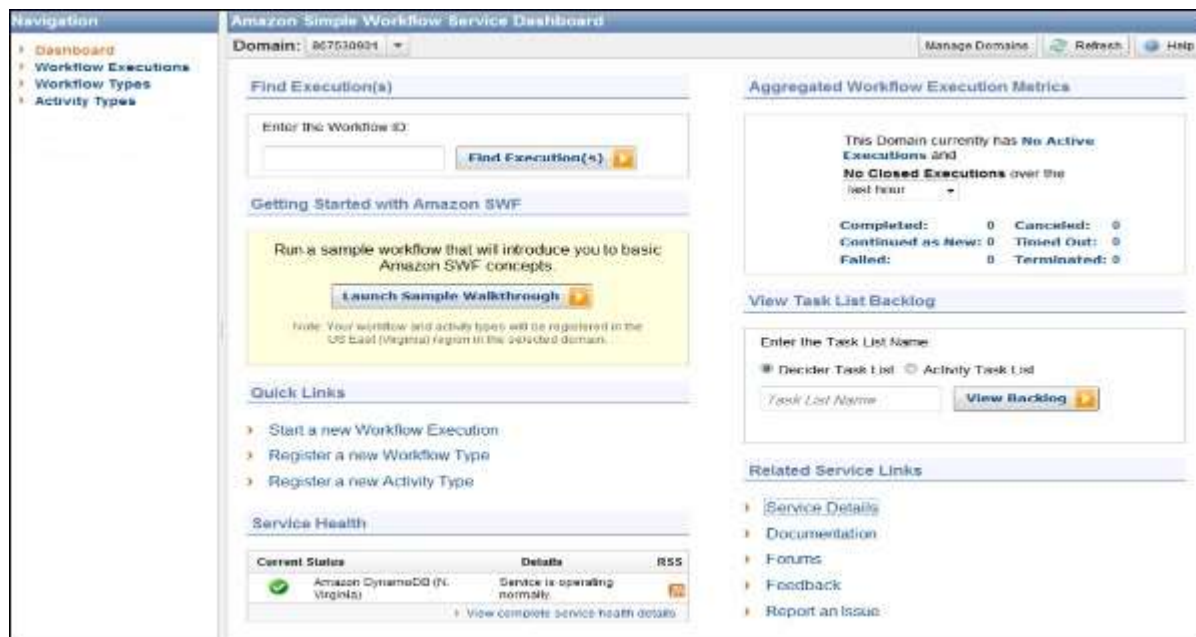 Navigation
Dashboard
Workflow Executions
Workflow Types
Activity Types
Amazon Simple Workflow Service Dashboard
Domain: 867530901
Manage Domains
Refresh
Help
Find Execution(s)
Enter the Workflow ID:
Find Execution(s)
Getting Started with Amazon SWF
Run a sample workflow that will introduce you to basic
Amazon SWF concepts.
Launch Sample Walkthrough
Note: Your workflow and activity types will be registered in the
US East (Virginia) region in the selected domain.
Quick Links
Start a new Workflow Execution
Register a new Workflow Type
Register a new Activity Type
Service Health
Current Status Details RSS
Amazon DynamoDB (N. Service is operating
Virginia) normally.
View complete service health details
Aggregated Workflow Execution Metrics
This Domain currently has No Active
Executions and
No Closed Executions over the
last hour
Completed: 0 Canceled: 0
Continued as New: 0 Timed Out: 0
Failed: 0 Terminated: 0
View Task List Backlog
Enter the Task List Name
Decider Task List Activity Task List
Task List Name View Backlog
Related Service Links
Service Details
Documentation
Forums
Feedback
Report an Issue